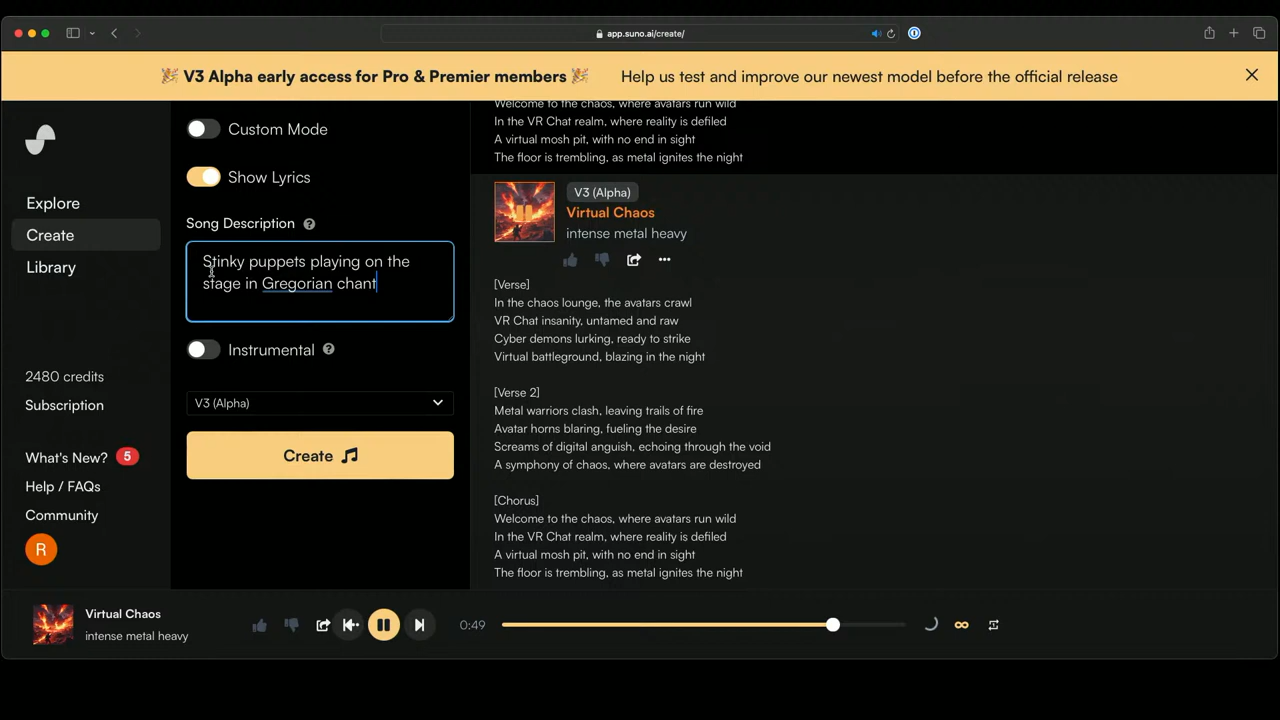 app.suno.ai/create/
🎉 V3 Alpha early access for Pro & Premier members 🎉 Help us test and improve our newest model before the official release
Explore
Create
Library
2480 credits
Subscription
What's New? 5
Help / FAQs
Community
R
Custom Mode
Show Lyrics
Song Description ?
Stinky puppets playing on the
stage in Gregorian chant
Instrumental ?
V3 (Alpha)
Create
Welcome to the chaos, where avatars run wild
In the VR Chat realm, where reality is defiled
A virtual mosh pit, with no end in sight
The floor is trembling, as metal ignites the night
V3 (Alpha)
Virtual Chaos
intense metal heavy
[Verse]
In the chaos lounge, the avatars crawl
VR Chat insanity, untamed and raw
Cyber demons lurking, ready to strike
Virtual battleground, blazing in the night
[Verse 2]
Metal warriors clash, leaving trails of fire
Avatar horns blaring, fueling the desire
Screams of digital anguish, echoing through the void
A symphony of chaos, where avatars are destroyed
[Chorus]
Welcome to the chaos, where avatars run wild
In the VR Chat realm, where reality is defiled
A virtual mosh pit, with no end in sight
The floor is trembling, as metal ignites the night
Virtual Chaos
intense metal heavy
0:49